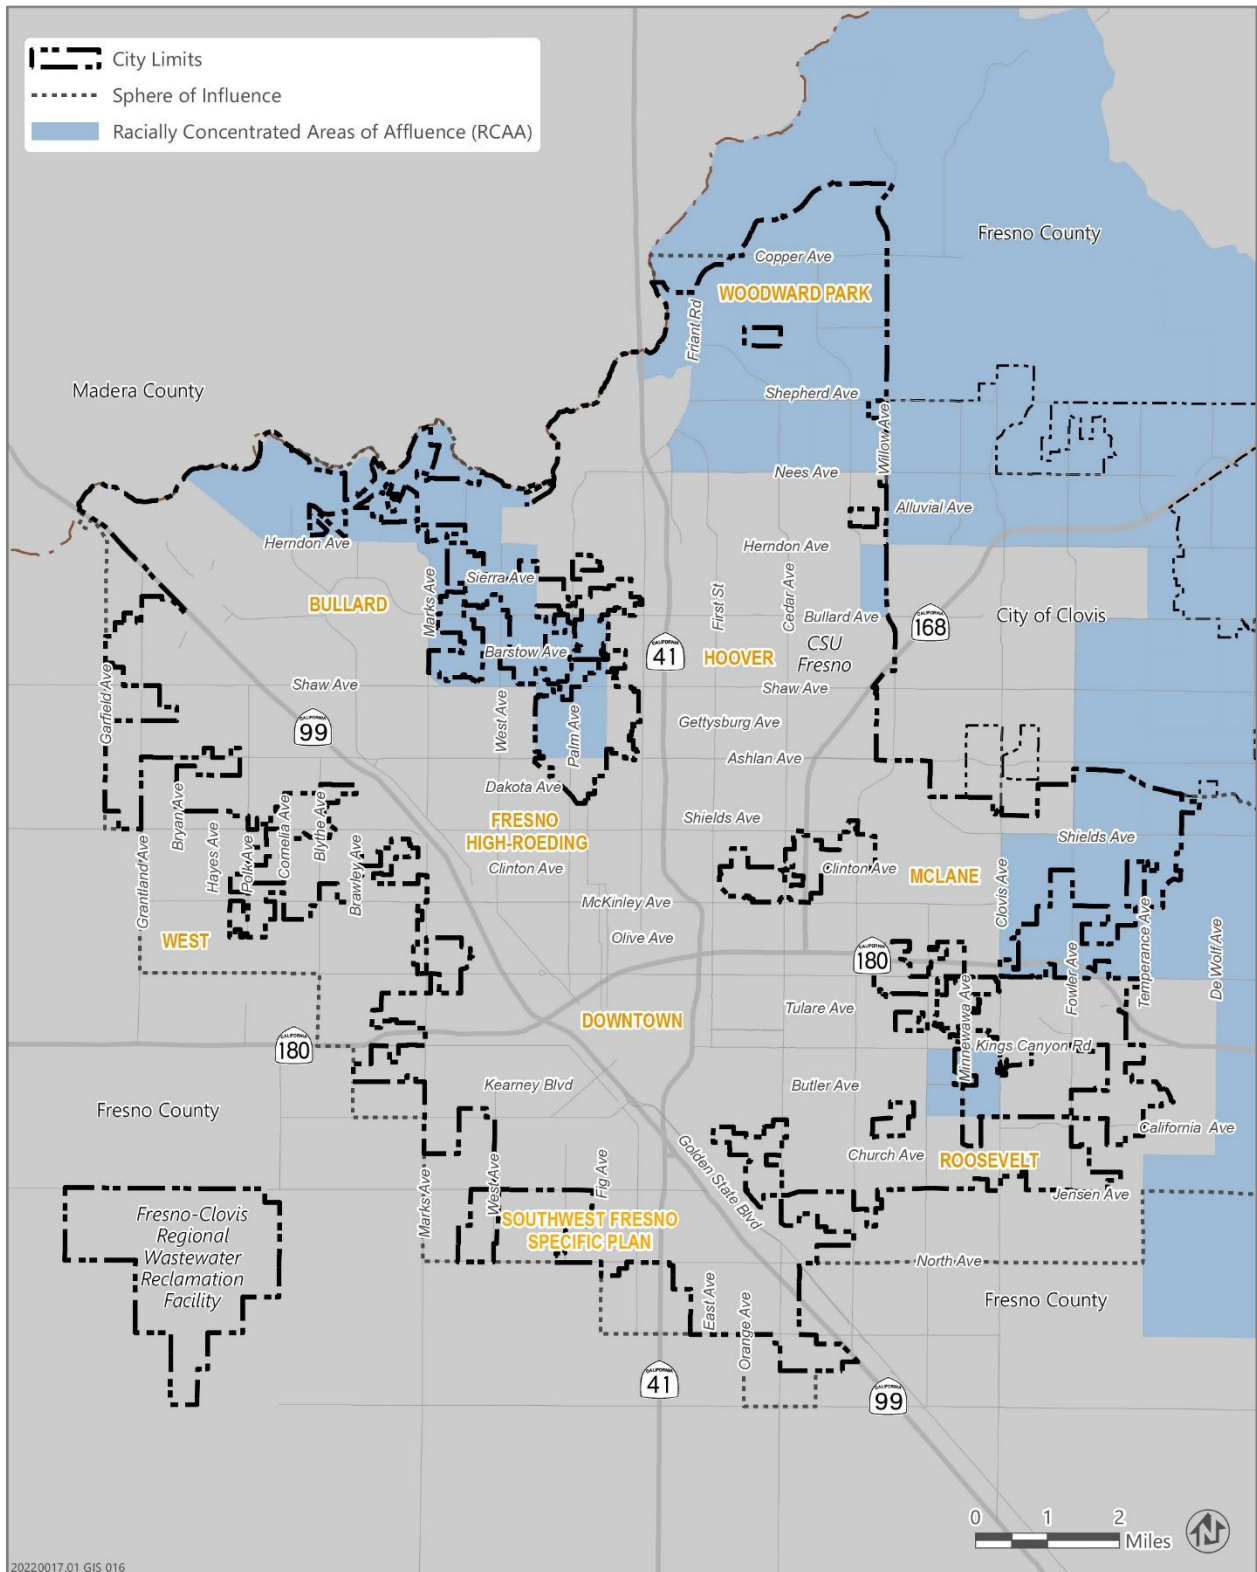 City Limits
Sphere of Influence
Racially Concentrated Areas of Affluence (RCAA)
Fresno County
Copper Ave
WOODWARD PARK
Friant Rd
Madera County
Shepherd Ave
Willow Ave
Nees Ave
Alluvial Ave
Herndon Ave
Herndon Ave
Sierra Ave
Marks Ave
BULLARD
First St
Cedar Ave
Bullard Ave
CALIFORNIA
168
City of Clovis
Barstow Ave
CALIFORNIA
41
HOOVER
CSU
Fresno
Garfield Ave
Shaw Ave
Shaw Ave
CALIFORNIA
99
West Ave
Palm Ave
Gettysburg Ave
Ashlan Ave
Dakota Ave
Bryan Ave
Cornelia Ave
Blythe Ave
FRESNO
HIGH-ROEDING
Shields Ave
Shields Ave
Grantland Ave
Hayes Ave
Polk Ave
Brawley Ave
Clinton Ave
Clinton Ave
MCLANE
Clovis Ave
McKinley Ave
WEST
Olive Ave
CALIFORNIA
180
Fowler Ave
Temperance Ave
De Wolf Ave
DOWNTOWN
Tulare Ave
Minnewawa Ave
CALIFORNIA
180
Kings Canyon Rd
Kearney Blvd
Butler Ave
Fresno County
California Ave
Golden State Blvd
Church Ave
ROOSEVELT
Marks Ave
West Ave
Fig Ave
Jensen Ave
Fresno-Clovis
Regional
Wastewater
Reclamation
Facility
SOUTHWEST FRESNO
SPECIFIC PLAN
North Ave
East Ave
Orange Ave
Fresno County
CALIFORNIA
41
CALIFORNIA
99
0 1 2
Miles
N
20220017.01 GIS 016